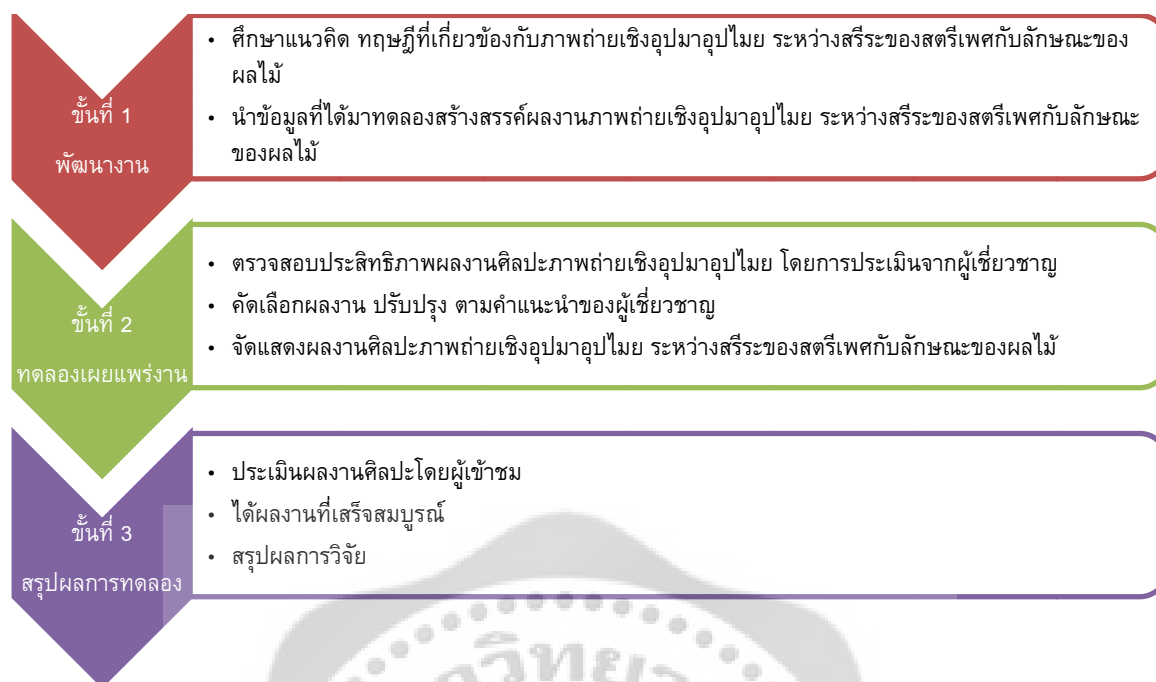 ขั้นที่ 1
พัฒนางาน
• ศึกษาแนวคิด ทฤษฎีที่เกี่ยวข้องกับภาพถ่ายเชิงอุปมาอุปไมย ระหว่างสรีระของสตรีเพศกับลักษณะของ
ผลไม้
• นำข้อมูลที่ได้มาทดลองสร้างสรรค์ผลงานภาพถ่ายเชิงอุปมาอุปไมย ระหว่างสรีระของสตรีเพศกับลักษณะ
ของผลไม้
ขั้นที่ 2
ทดลองเผยแพร่งาน
• ตรวจสอบประสิทธิภาพผลงานศิลปะภาพถ่ายเชิงอุปมาอุปไมย โดยการประเมินจากผู้เชี่ยวชาญ
• คัดเลือกผลงาน ปรับปรุง ตามคำแนะนำของผู้เชี่ยวชาญ
• จัดแสดงผลงานศิลปะภาพถ่ายเชิงอุปมาอุปไมย ระหว่างสรีระของสตรีเพศกับลักษณะของผลไม้
ขั้นที่ 3
สรุปผลการทดลอง
• ประเมินผลงานศิลปะโดยผู้เข้าชม
• ได้ผลงานที่เสร็จสมบูรณ์
• สรุปผลการวิจัย